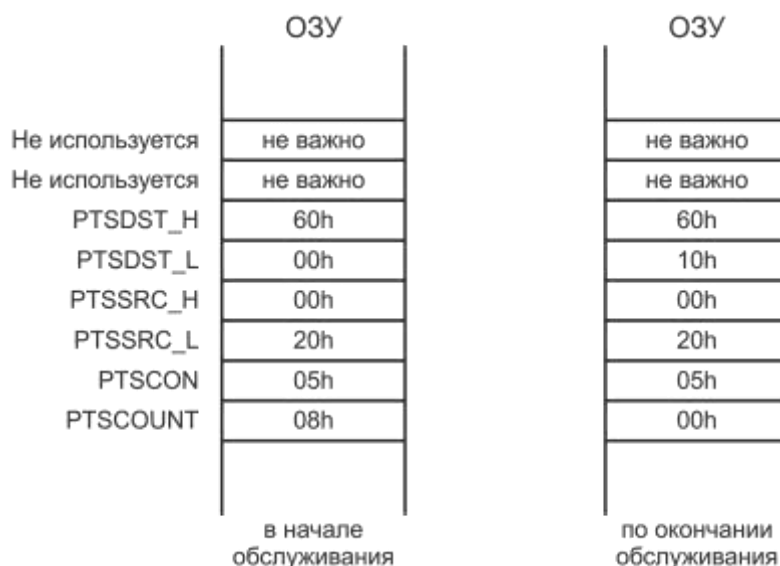 ОЗУ ОЗУ
Не используется не важно не важно
Не используется не важно не важно
PTSDST_H 60h 60h
PTSDST_L 00h 10h
PTSSRC_H 00h 00h
PTSSRC_L 20h 20h
PTSCON 05h 05h
PTSCOUNT 08h 00h
в начале по окончании
обслуживания обслуживания